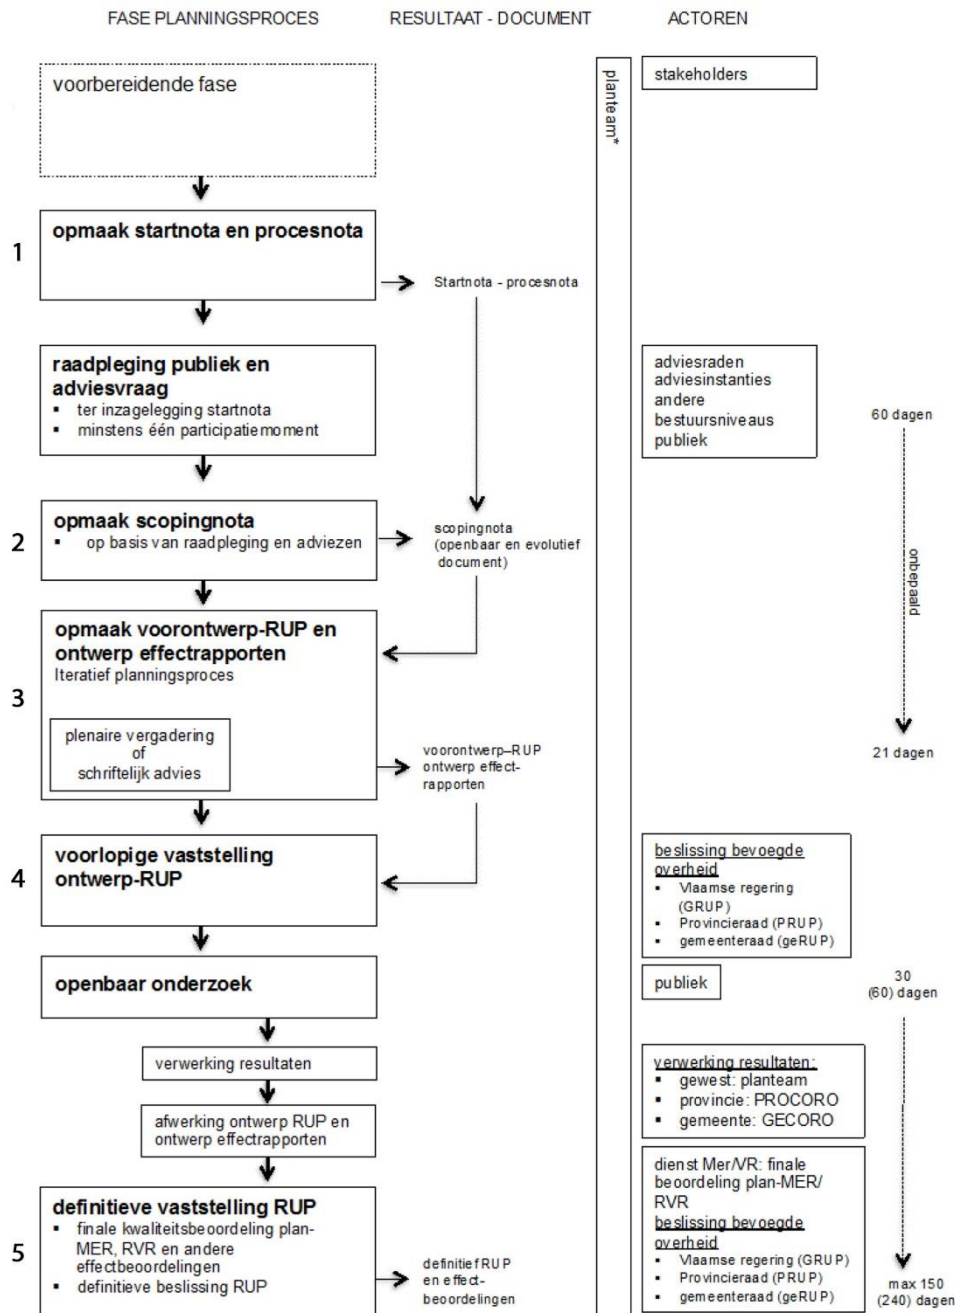 FASE PLANNINGSPROCES
RESULTAAT - DOCUMENT
ACTOREN
voorbereidende fase
planteam*
stakeholders
1
opmaak startnota en procesnota
Startnota - procesnota
raadpleging publiek en
adviesvraag
▪ ter inzagelegging startnota
▪ minstens één participatiemoment
adviesraden
adviesinstanties
andere
bestuursniveaus
publiek
60 dagen
2
opmaak scopingnota
▪ op basis van raadpleging en adviezen
scopingnota
(openbaar en evolutief
document)
onbepaald
3
opmaak voorontwerp-RUP en
ontwerp effectrapporten
Iteratief planningsproces
plenaire vergadering
of
schriftelijk advies
voorontwerp–RUP
ontwerp effect-
rapporten
21 dagen
4
voorlopige vaststelling
ontwerp-RUP
beslissing bevoegde
overheid
▪ Vlaamse regering
(GRUP)
▪ Provincieraad (PRUP)
▪ gemeenteraad (geRUP)
openbaar onderzoek
publiek
30
(60) dagen
verwerking resultaten
verwerking resultaten:
▪ gewest: planteam
▪ provincie: PROCORO
▪ gemeente: GECORO
afwerking ontwerp RUP en
ontwerp effectrapporten
5
definitieve vaststelling RUP
▪ finale kwaliteitsbeoordeling plan-
MER, RVR en andere
effectbeoordelingen
▪ definitieve beslissing RUP
definitief RUP
en effect-
beoordelingen
dienst Mer/VR: finale
beoordeling plan-MER/
RVR
beslissing bevoegde
overheid
▪ Vlaamse regering (GRUP)
▪ Provincieraad (PRUP)
▪ gemeenteraad (geRUP)
max 150
(240) dagen